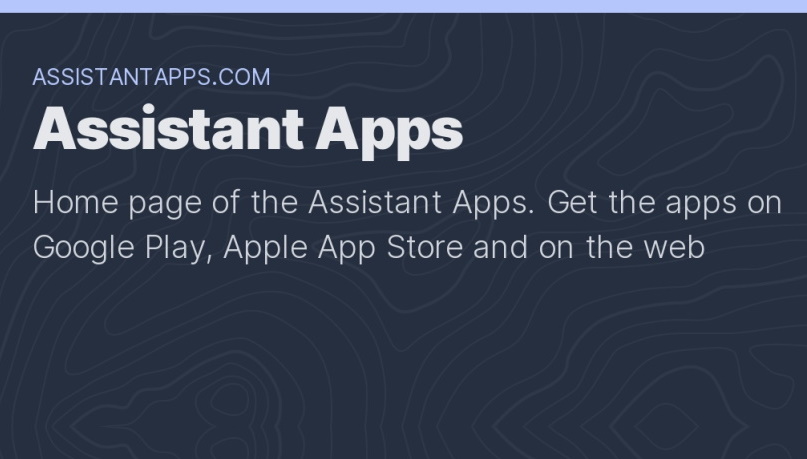 ASSISTANTAPPS.COM
Assistant Apps
Home page of the Assistant Apps. Get the apps on
Google Play, Apple App Store and on the web